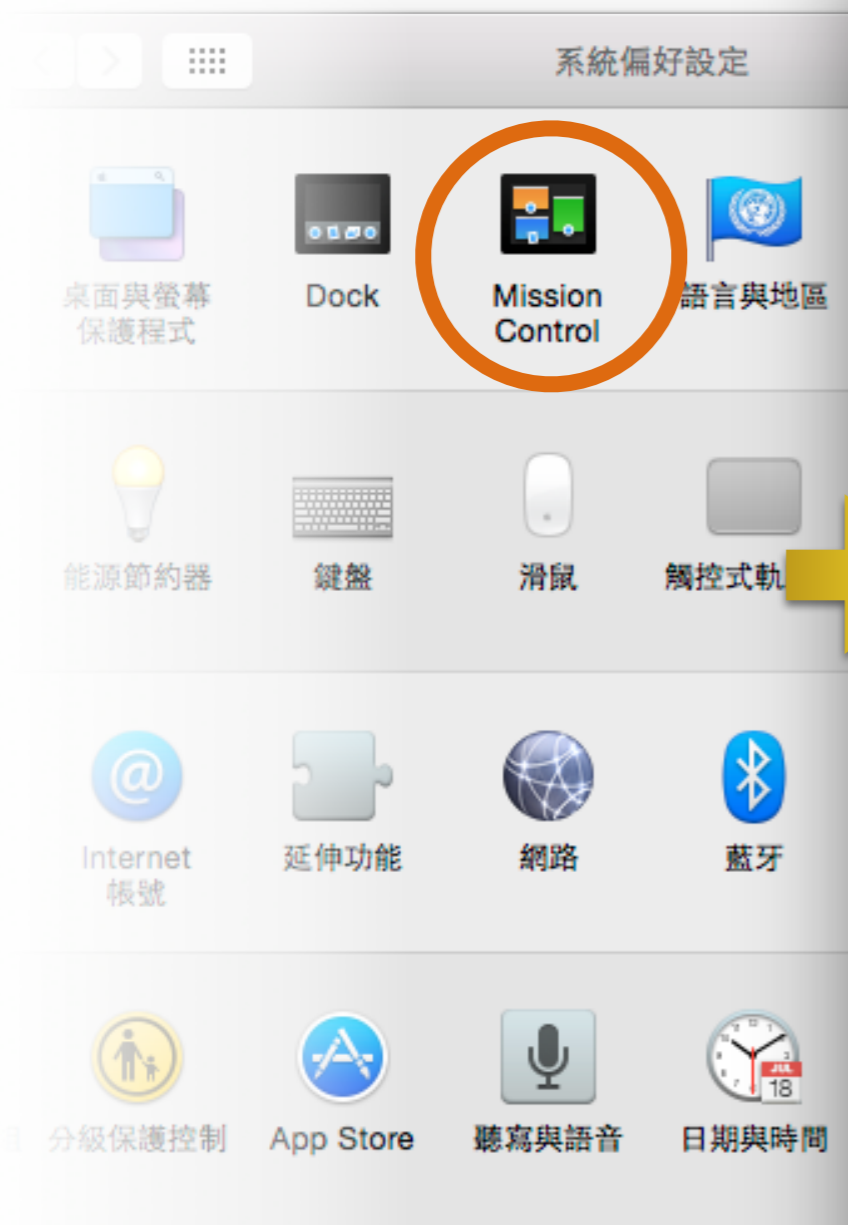 系統偏好設定
桌面與螢幕
保護程式
Dock
Mission
Control
語言與地區
能源節約器
鍵盤
滑鼠
觸控式軌
Internet
帳號
延伸功能
網路
藍牙
分級保護控制
App Store
聽寫與語音
JUL
18
日期與時間